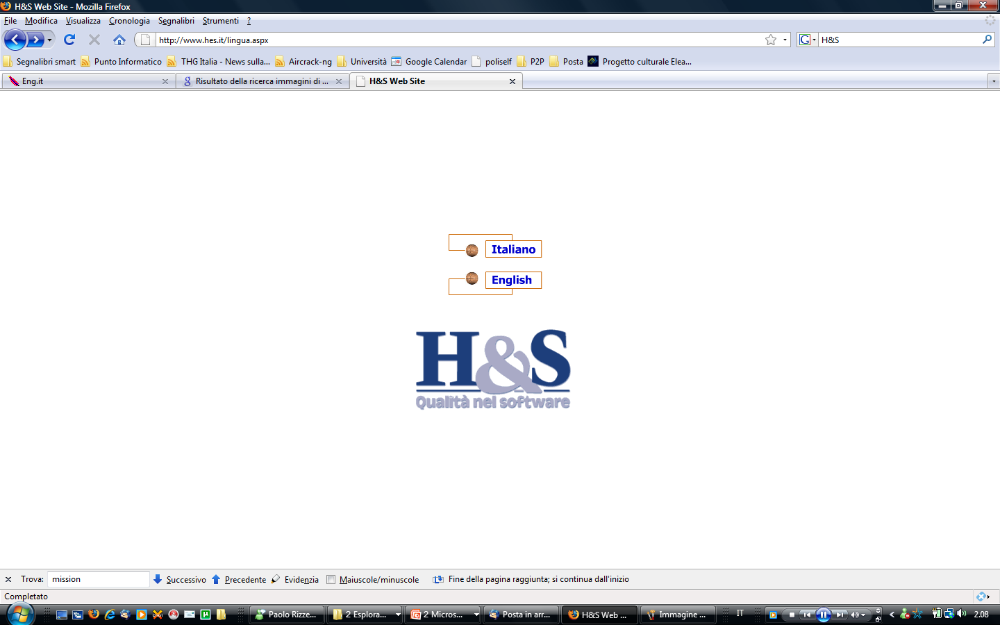 H&S Web Site - Mozilla Firefox
File Modifica Visualizza Cronologia Segnalibri Strumenti ?
http://www.hes.it/lingua.aspx
H&S
Segnalibri smart Punto Informatico THG Italia - News sulla... Aircrack-ng Università Google Calendar poliself P2P Posta Progetto culturale Elea...
Eng.it Risultato della ricerca immagini di ... H&S Web Site
Italiano
English
H&S
Qualità nel software
Trova: mission Successivo Precedente Evidenzia Maiuscole/minuscole Fine della pagina raggiunta; si continua dall'inizio
Completato
Paolo Rizze... 2 Esplora... 2 Micros... Posta in arr... H&S Web ... Immagine ... IT 2.08